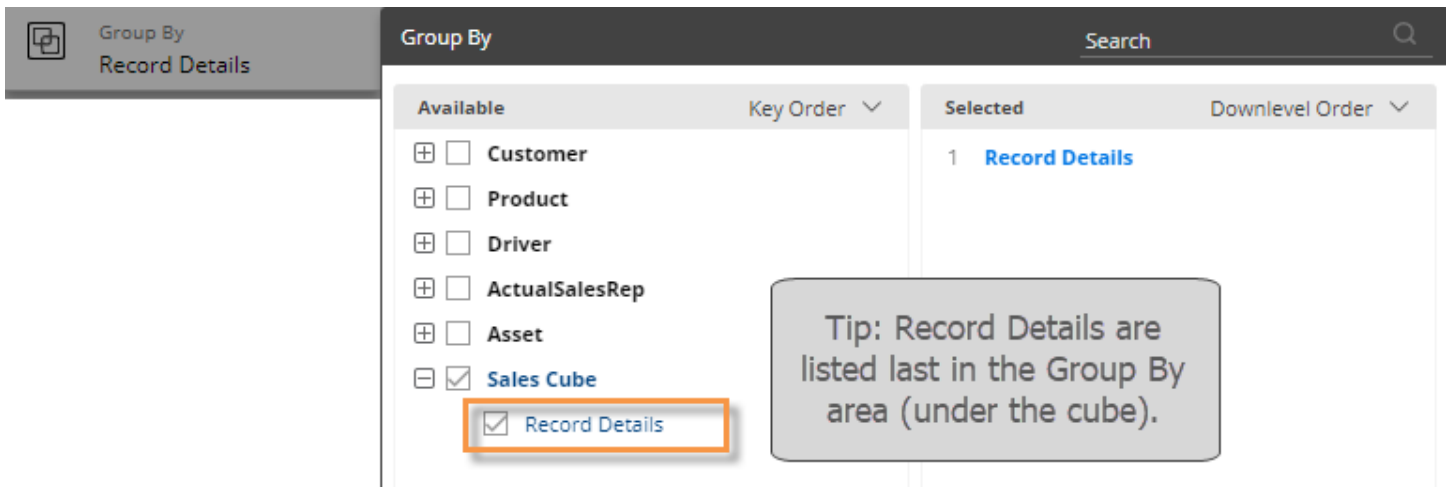 Group By
Record Details
Group By
Search
Available
Key Order
Selected
Downlevel Order
Customer
Product
Driver
ActualSalesRep
Asset
Sales Cube
Record Details
1 Record Details
Tip: Record Details are
listed last in the Group By
area (under the cube).